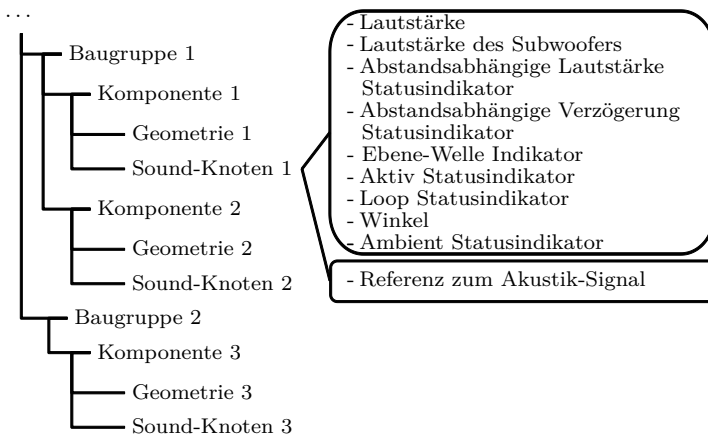 ...
Baugruppe 1
Komponente 1
Geometrie 1
Sound-Knoten 1
Komponente 2
Geometrie 2
Sound-Knoten 2
Baugruppe 2
Komponente 3
Geometrie 3
Sound-Knoten 3
- Lautstärke
- Lautstärke des Subwoofers
- Abstandsabhängige Lautstärke
Statusindikator
- Abstandsabhängige Verzögerung
Statusindikator
- Ebene-Welle Indikator
- Aktiv Statusindikator
- Loop Statusindikator
- Winkel
- Ambient Statusindikator
- Referenz zum Akustik-Signal